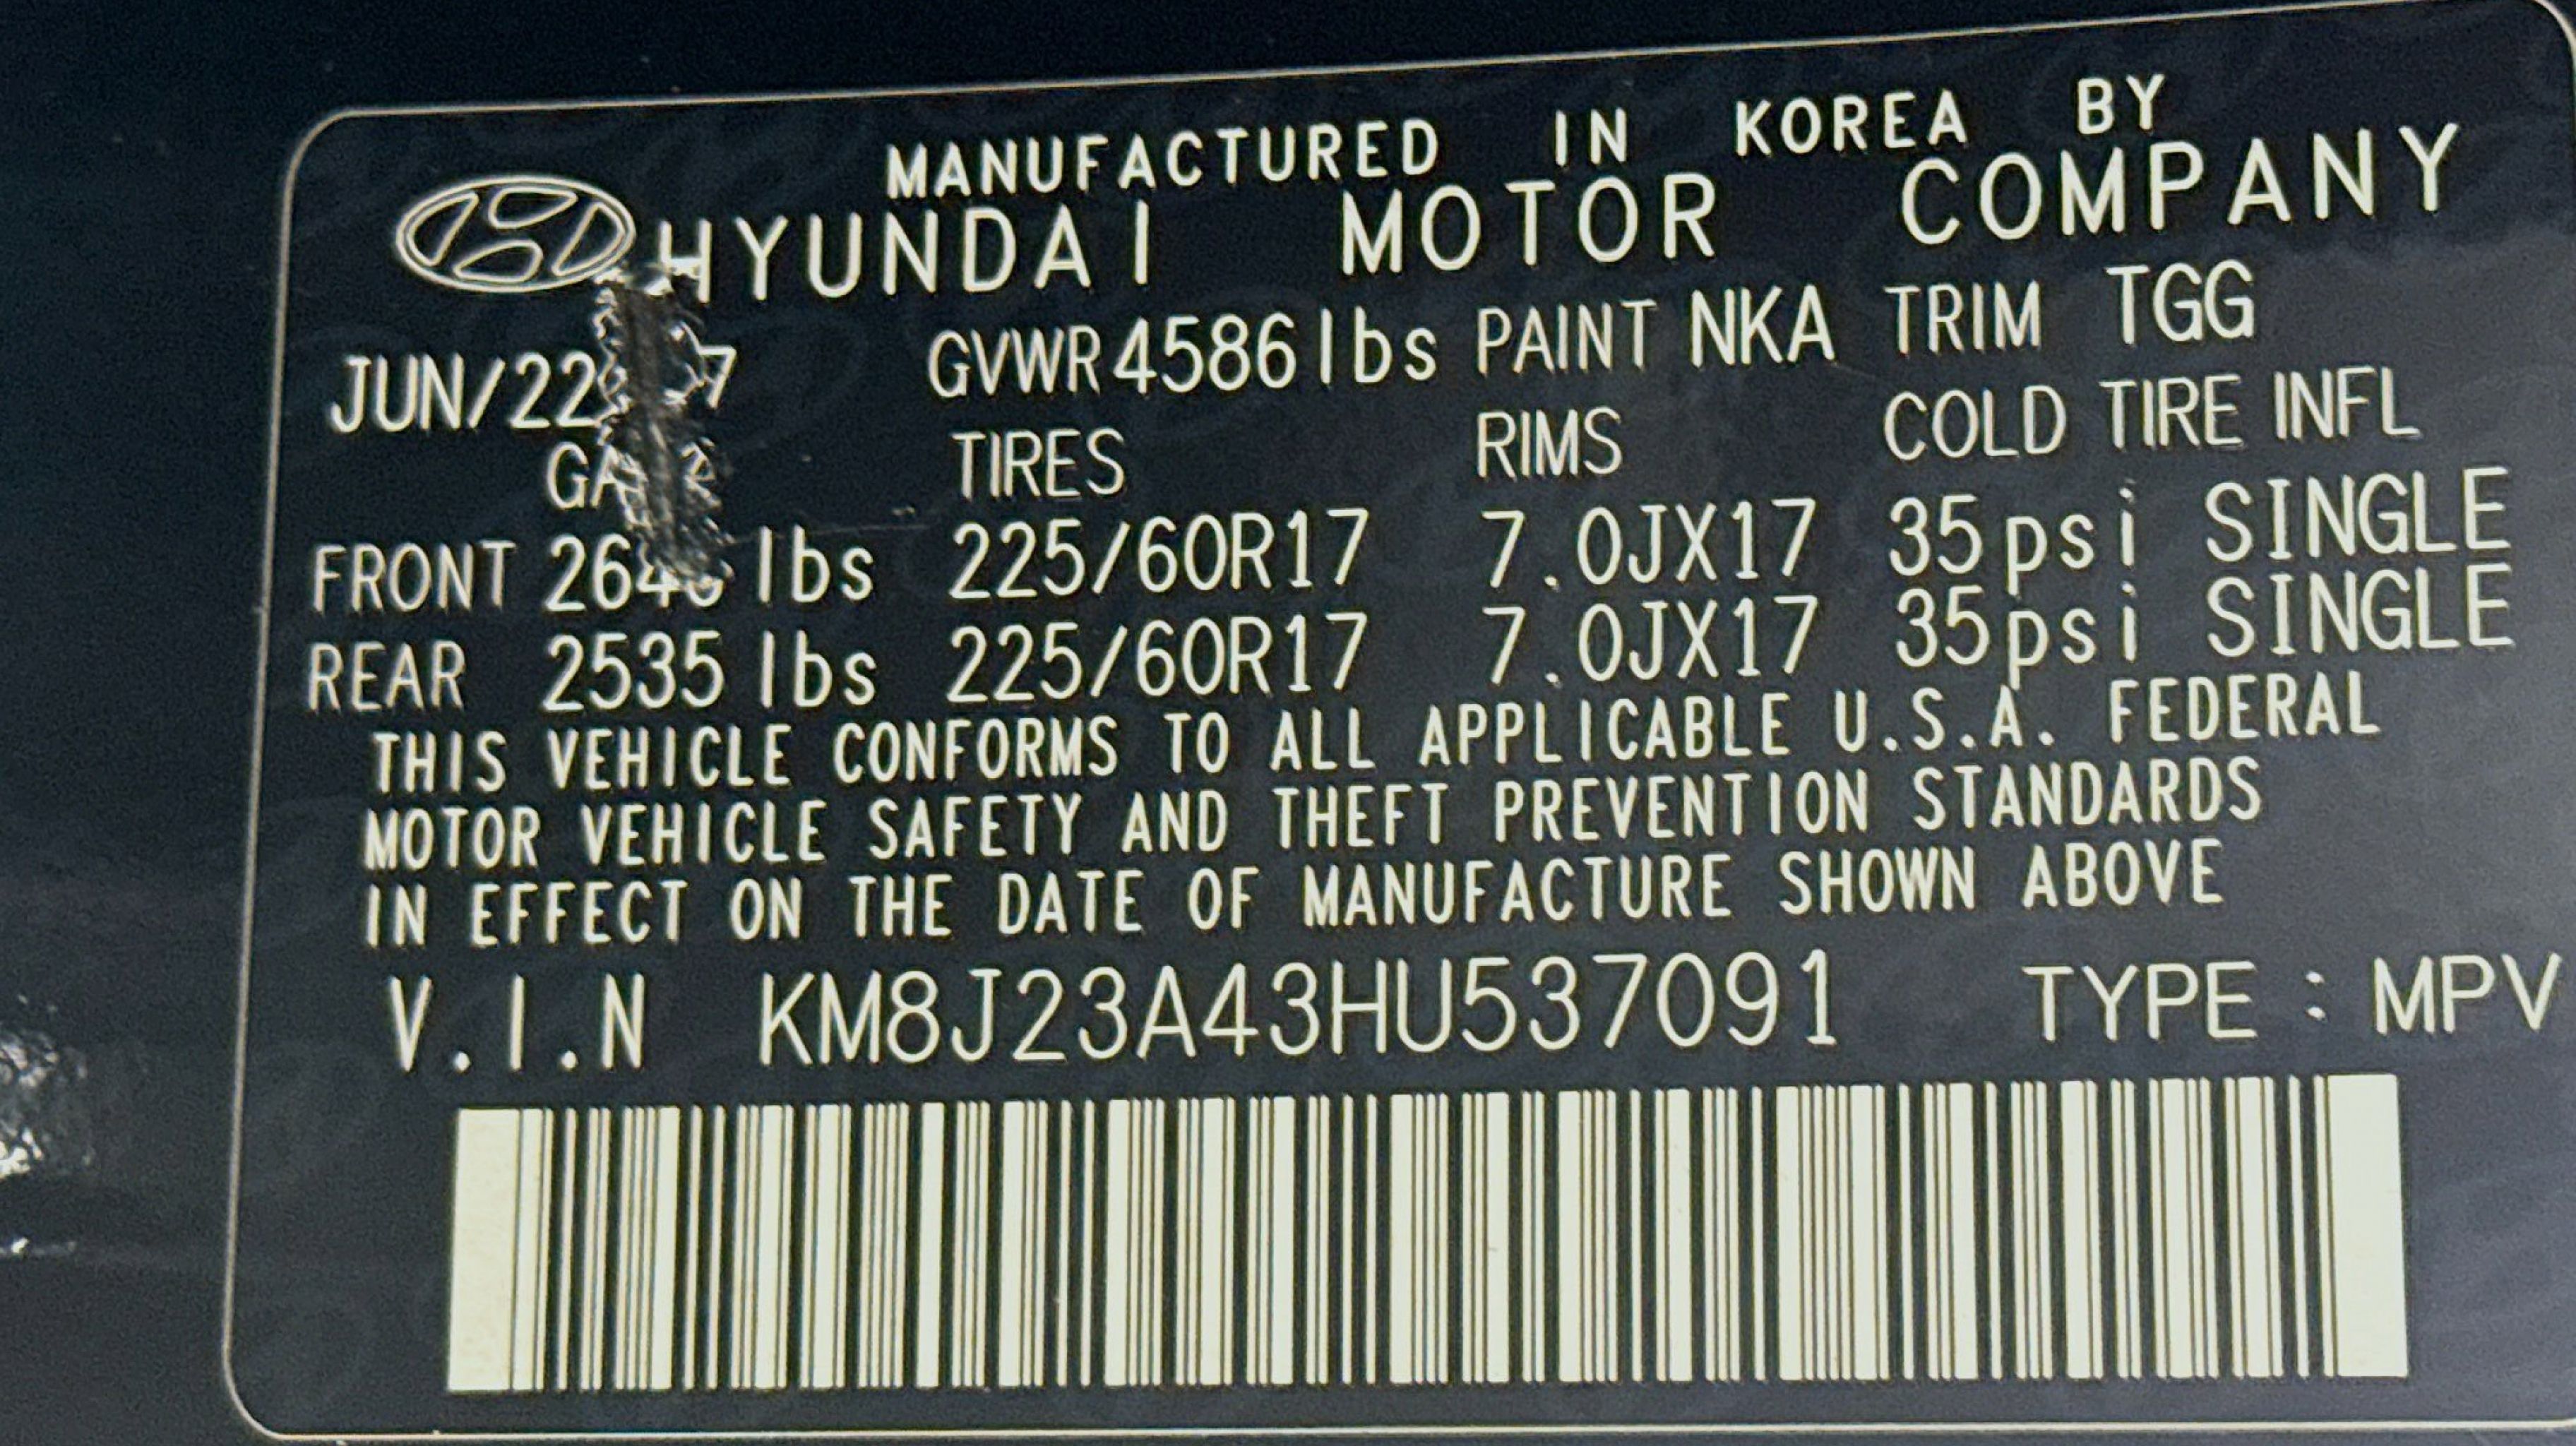 MANUFACTURED IN KOREA BY
HYUNDAI MOTOR COMPANY
GVWR 4586 lbs PAINT NKA TRIM TGG
TIRES RIMS COLD TIRE INFL
FRONT lbs 225/60R17 7.0JX17 35psi SINGLE
REAR 2535 lbs 225/60R17 7.0JX17 35psi SINGLE
THIS VEHICLE CONFORMS TO ALL APPLICABLE U.S.A. FEDERAL
MOTOR VEHICLE SAFETY AND THEFT PREVENTION STANDARDS
IN EFFECT ON THE DATE OF MANUFACTURE SHOWN ABOVE
V.I.N KM8J23A43HU537091 TYPE : MPV